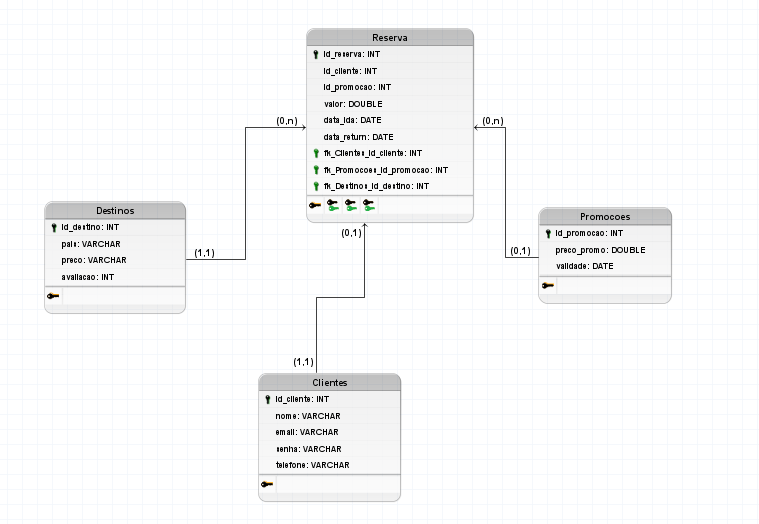 Reserva
id_reserva: INT
id_cliente: INT
id_promocao: INT
valor: DOUBLE
data_ida: DATE
data_return: DATE
fk_Clientes_id_cliente: INT
fk_Promocoes_id_promocao: INT
fk_Destinos_id_destino: INT
(0,n)
(0,n)
(0,1)
Destinos
id_destino: INT
pais: VARCHAR
preco: VARCHAR
avaliacao: INT
(1,1)
Promocoes
id_promocao: INT
preco_promo: DOUBLE
validade: DATE
(0,1)
(1,1)
Clientes
id_cliente: INT
nome: VARCHAR
email: VARCHAR
senha: VARCHAR
telefone: VARCHAR